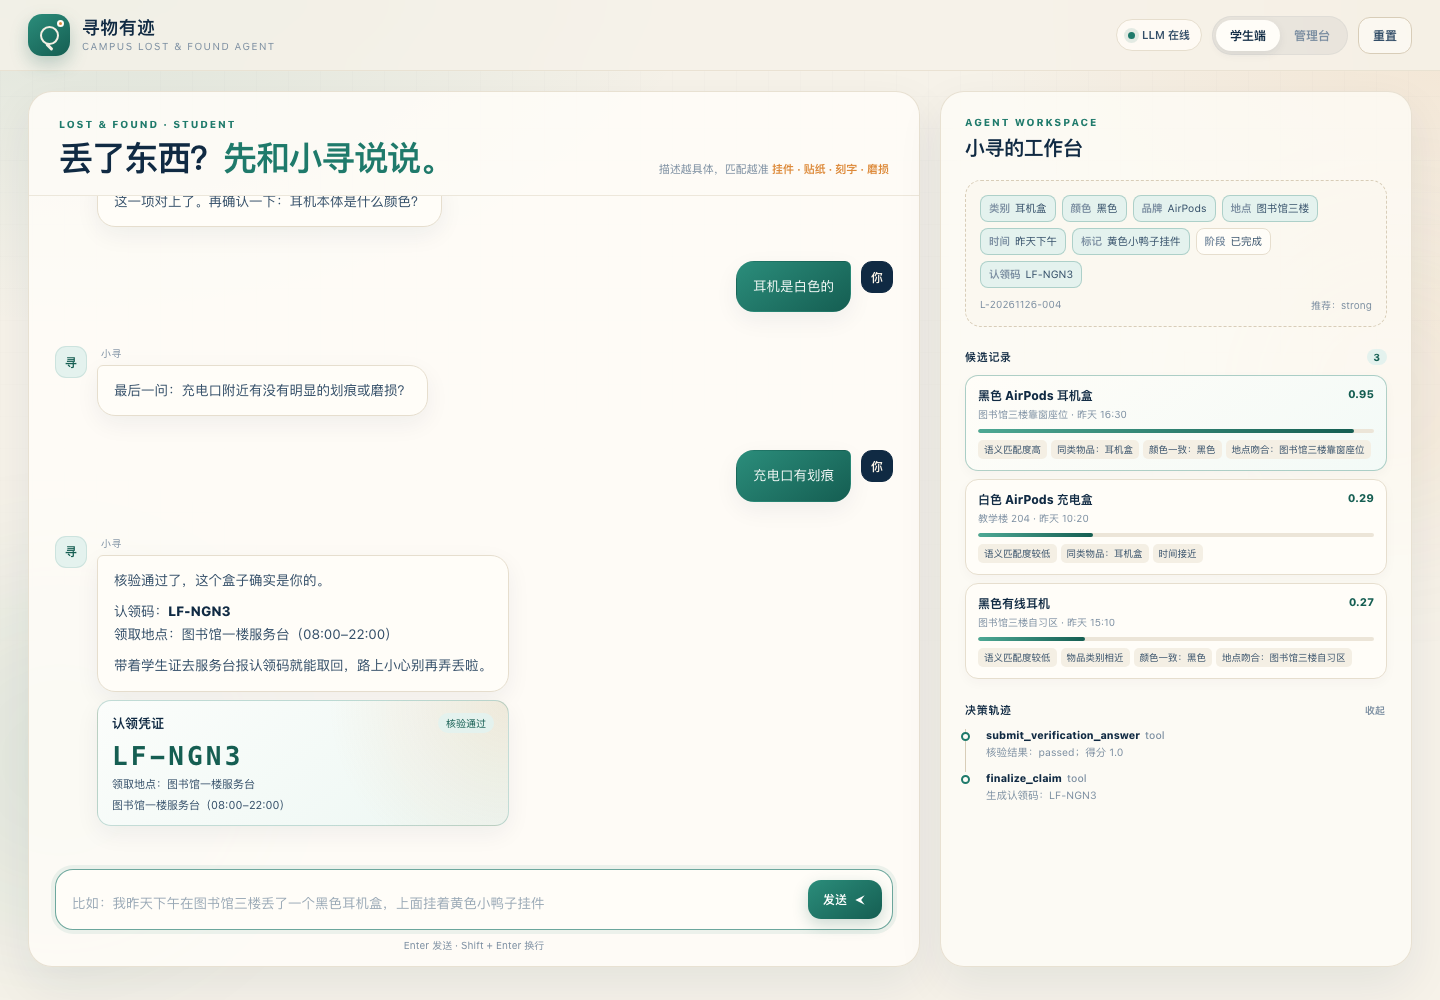 寻物有迹
CAMPUS LOST & FOUND AGENT
LLM 在线
学生端
管理台
重置
LOST & FOUND · STUDENT
丢了东西？先和小寻说说。
描述越具体，匹配越准 挂件 · 贴纸 · 刻字 · 磨损
这一项对上了。再确认一下：耳机本体是什么颜色？
耳机是白色的
你
寻
小寻
最后一问：充电口附近有没有明显的划痕或磨损？
充电口有划痕
你
寻
小寻
核验通过了，这个盒子确实是你的。
认领码：LF-NGN3
领取地点：图书馆一楼服务台（08:00–22:00）
带着学生证去服务台报认领码就能取回，路上小心别再弄丢啦。
认领凭证
核验通过
LF-NGN3
领取地点：图书馆一楼服务台
图书馆一楼服务台（08:00–22:00）
比如：我昨天下午在图书馆三楼丢了一个黑色耳机盒，上面挂着黄色小鸭子挂件
发送
Enter 发送 · Shift + Enter 换行
AGENT WORKSPACE
小寻的工作台
类别 耳机盒
颜色 黑色
品牌 AirPods
地点 图书馆三楼
时间 昨天下午
标记 黄色小鸭子挂件
阶段 已完成
认领码 LF-NGN3
L-20261126-004
推荐：strong
候选记录
3
黑色 AirPods 耳机盒
0.95
图书馆三楼靠窗座位 · 昨天 16:30
语义匹配度高
同类物品：耳机盒
颜色一致：黑色
地点吻合：图书馆三楼靠窗座位
白色 AirPods 充电盒
0.29
教学楼 204 · 昨天 10:20
语义匹配度较低
同类物品：耳机盒
时间接近
黑色有线耳机
0.27
图书馆三楼自习区 · 昨天 15:10
语义匹配度较低
物品类别相近
颜色一致：黑色
地点吻合：图书馆三楼自习区
决策轨迹
收起
submit_verification_answer tool
核验结果：passed；得分 1.0
finalize_claim tool
生成认领码：LF-NGN3